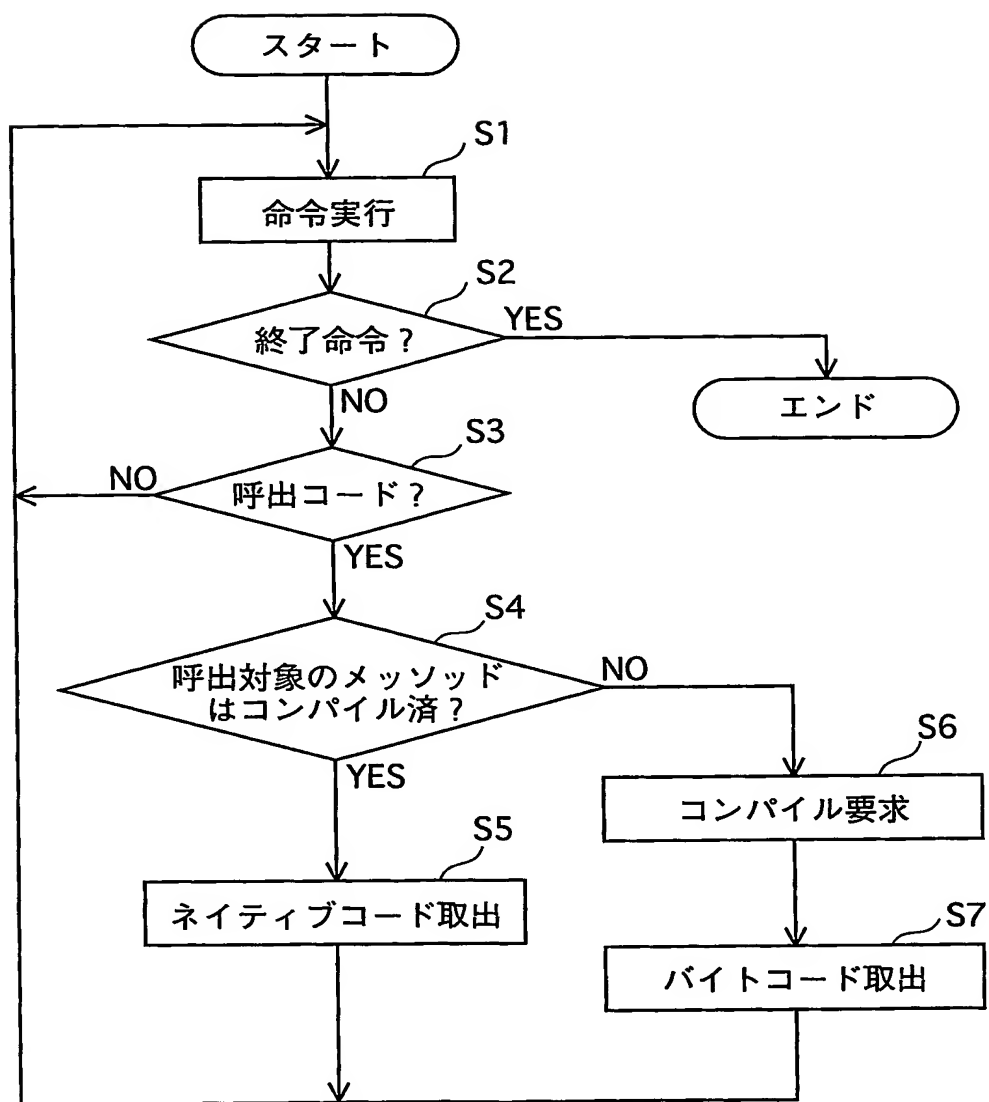 スタート
S1
命令実行
S2
終了命令？
YES
エンド
NO
S3
呼出コード？
NO
YES
S4
呼出対象のメッソッド
はコンパイル済？
NO
YES
S6
コンパイル要求
S5
ネイティブコード取出
S7
バイトコード取出